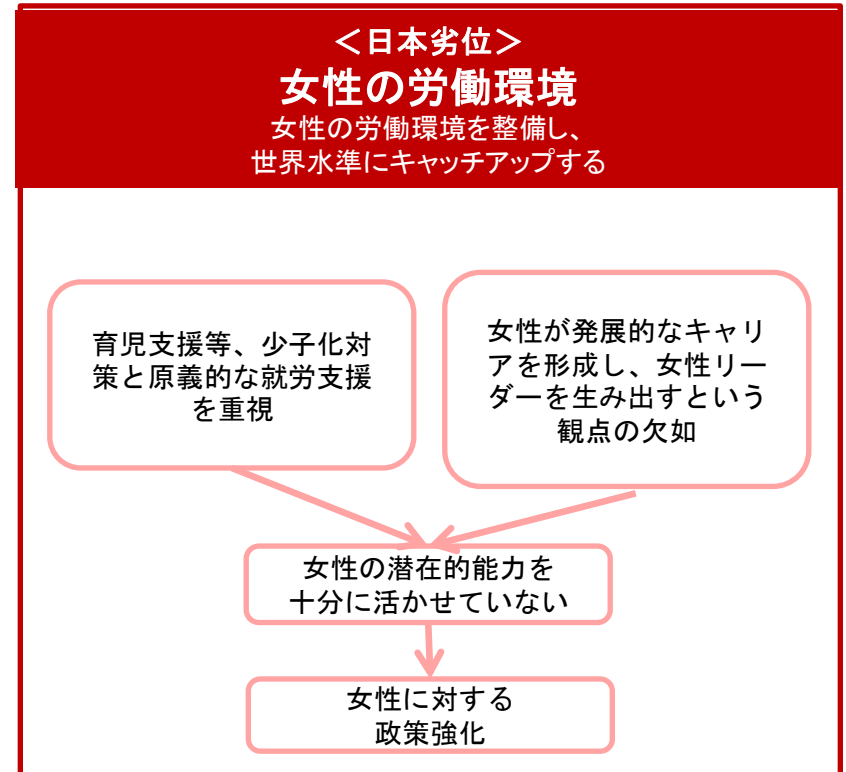 ＜日本劣位＞
女性の労働環境
女性の労働環境を整備し、
世界水準にキャッチアップする
育児支援等、少子化対
策と原義的な就労支援
を重視
女性が発展的なキャリ
アを形成し、女性リー
ダーを生み出すという
観点の欠如
女性の潜在的能力を
十分に活かせていない
女性に対する
政策強化